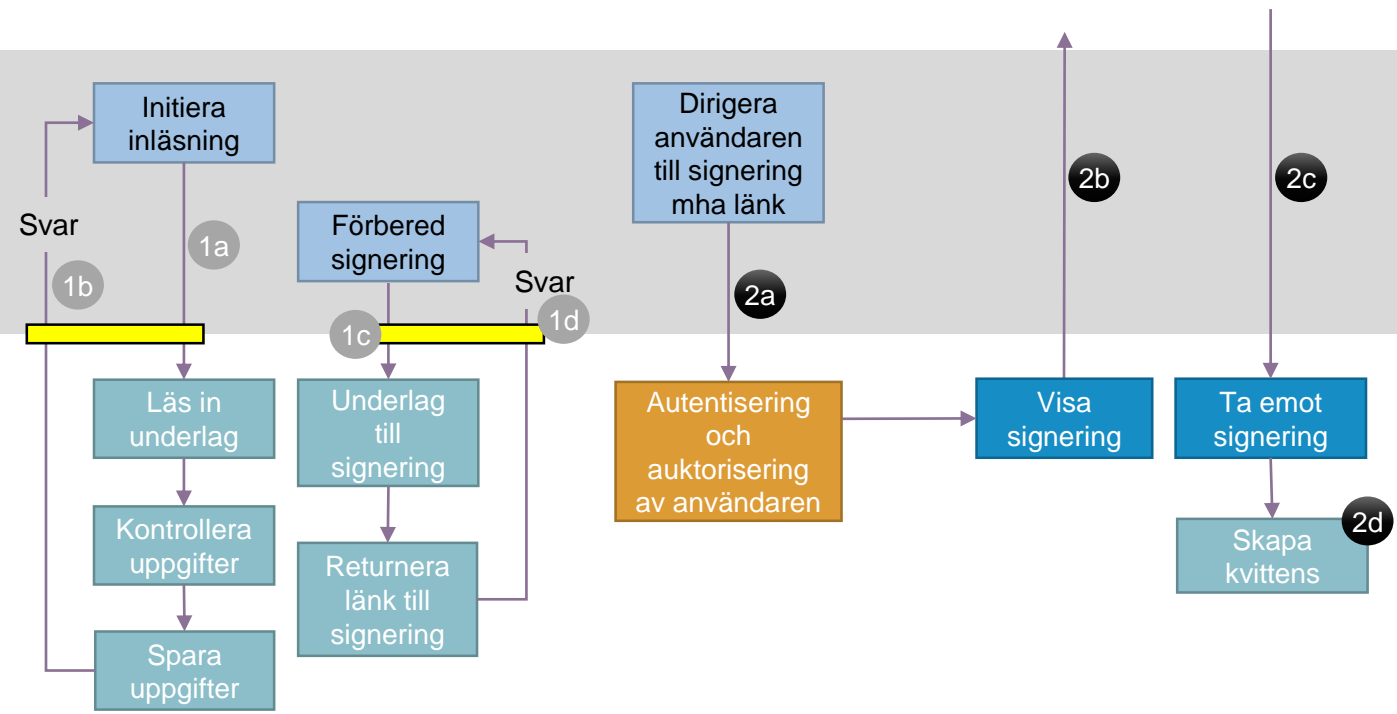 Initiera
inläsning
Svar
1a
1b
Förbered
signering
Svar
1c
1d
Dirigera
användaren
till signering
mha länk
2a
2b
2c
Läs in
underlag
Kontrollera
uppgifter
Spara
uppgifter
Underlag
till
signering
Returnera
länk till
signering
Autentisering
och
auktorisering
av användaren
Visa
signering
Ta emot
signering
2d
Skapa
kvittens